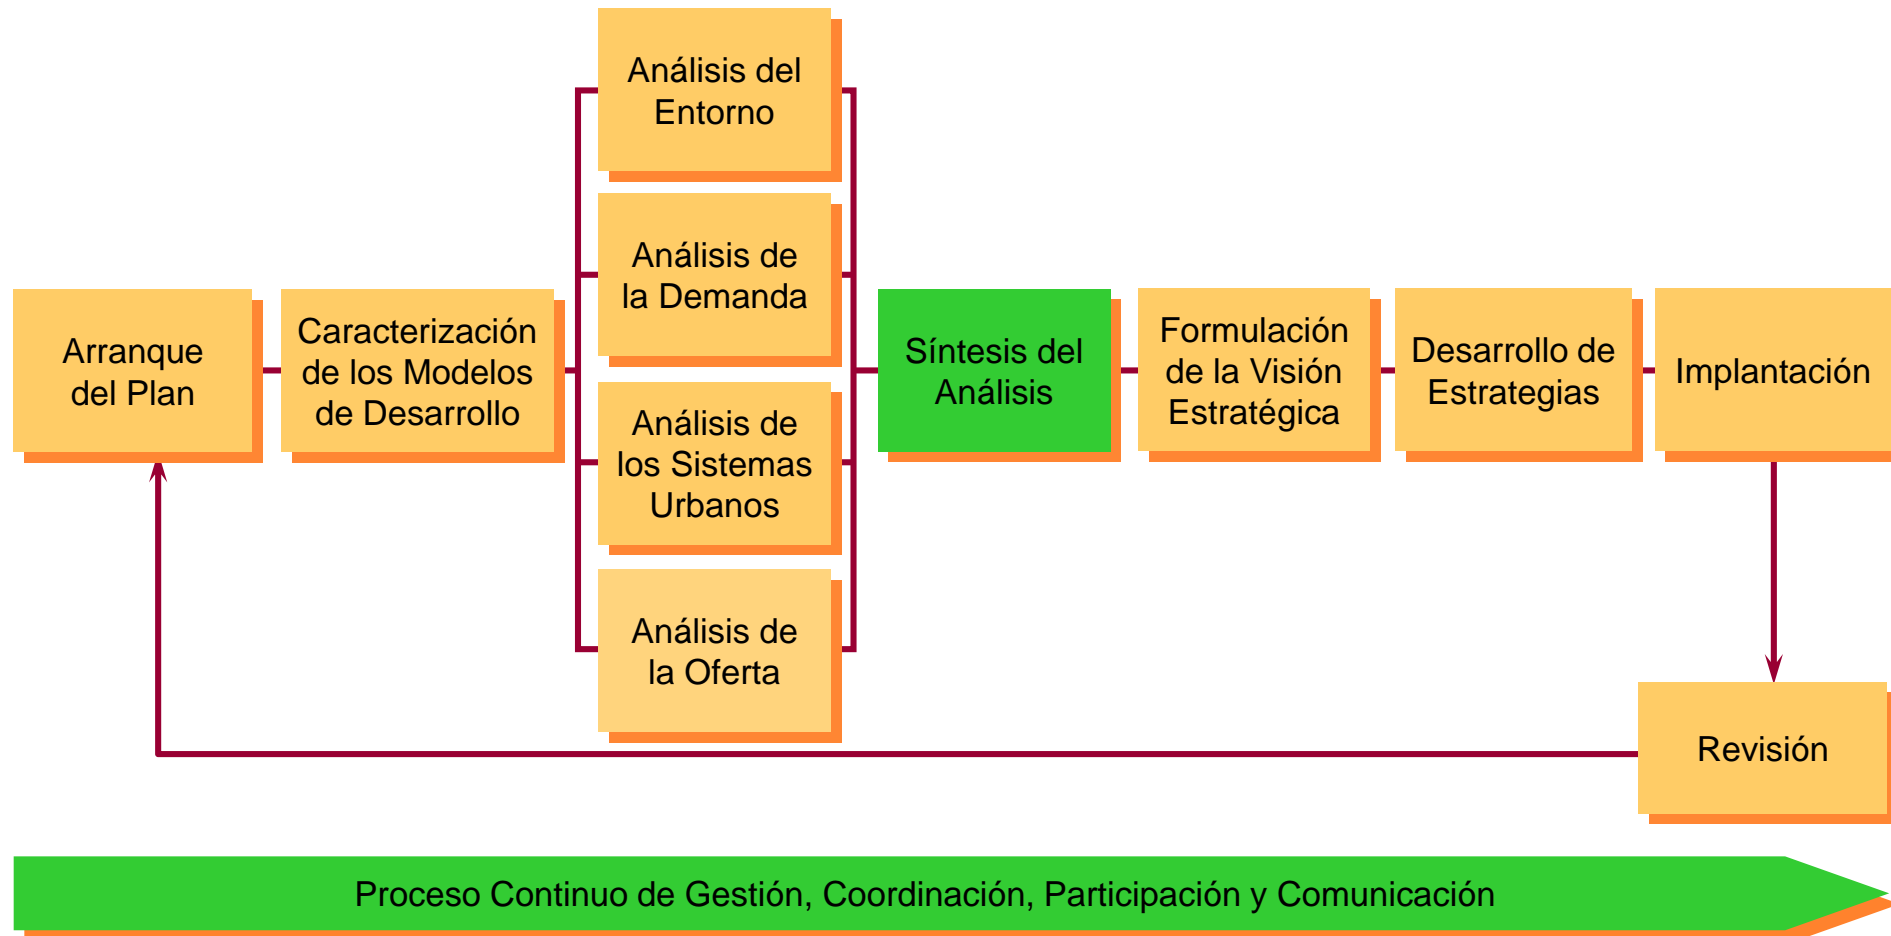 Arranque
del Plan
Caracterización
de los Modelos
de Desarrollo
Análisis del
Entorno
Análisis de
la Demanda
Análisis de
los Sistemas
Urbanos
Análisis de
la Oferta
Síntesis del
Análisis
Formulación
de la Visión
Estratégica
Desarrollo de
Estrategias
Implantación
Revisión
Proceso Continuo de Gestión, Coordinación, Participación y Comunicación